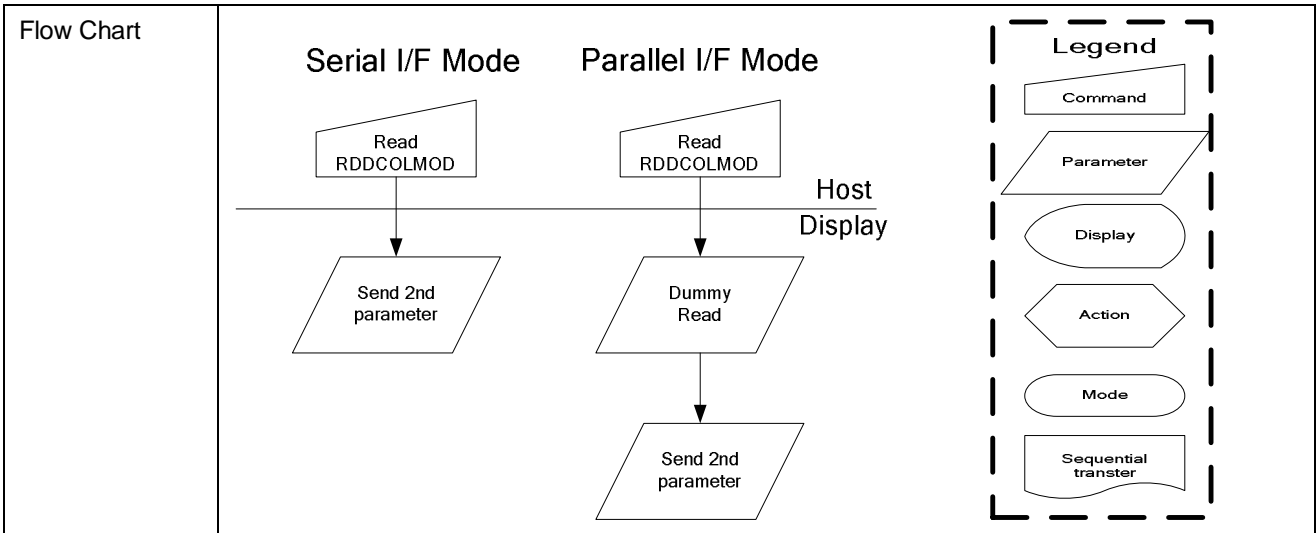 Flow Chart
Serial I/F Mode
Parallel I/F Mode
Read
RDDCOLMOD
Read
RDDCOLMOD
Host
Display
Send 2nd
parameter
Dummy
Read
Send 2nd
parameter
Legend
Command
Parameter
Display
Action
Mode
Sequential
transter